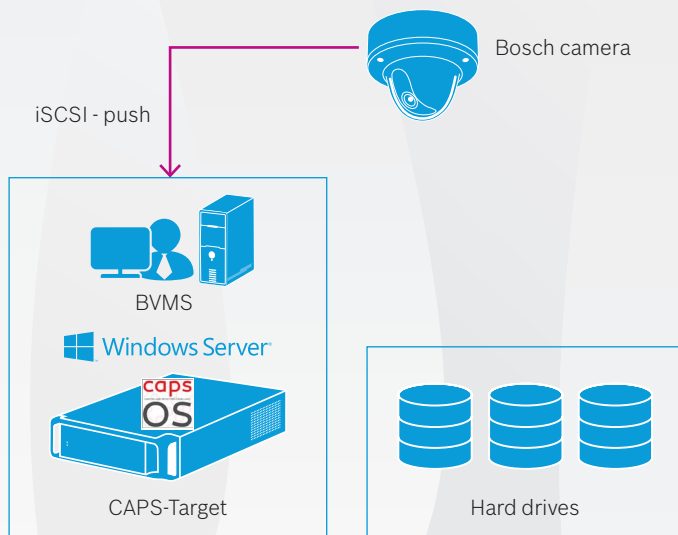 Bosch camera
iSCSI - push
BVMS
Windows Server
caps
OS
CAPS-Target
Hard drives